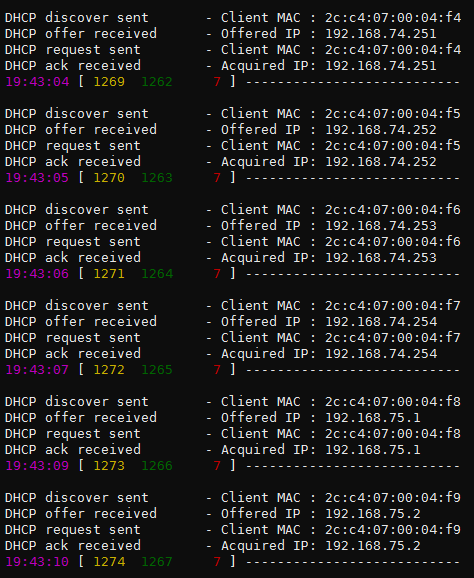 DHCP discover sent - Client MAC : 2c:c4:07:00:04:f4
DHCP offer received - Offered IP : 192.168.74.251
DHCP request sent - Client MAC : 2c:c4:07:00:04:f4
DHCP ack received - Acquired IP: 192.168.74.251
19:43:04 [ 1269 1262 7 ] ---------------------------
DHCP discover sent - Client MAC : 2c:c4:07:00:04:f5
DHCP offer received - Offered IP : 192.168.74.252
DHCP request sent - Client MAC : 2c:c4:07:00:04:f5
DHCP ack received - Acquired IP: 192.168.74.252
19:43:05 [ 1270 1263 7 ] ---------------------------
DHCP discover sent - Client MAC : 2c:c4:07:00:04:f6
DHCP offer received - Offered IP : 192.168.74.253
DHCP request sent - Client MAC : 2c:c4:07:00:04:f6
DHCP ack received - Acquired IP: 192.168.74.253
19:43:06 [ 1271 1264 7 ] ---------------------------
DHCP discover sent - Client MAC : 2c:c4:07:00:04:f7
DHCP offer received - Offered IP : 192.168.74.254
DHCP request sent - Client MAC : 2c:c4:07:00:04:f7
DHCP ack received - Acquired IP: 192.168.74.254
19:43:07 [ 1272 1265 7 ] ---------------------------
DHCP discover sent - Client MAC : 2c:c4:07:00:04:f8
DHCP offer received - Offered IP : 192.168.75.1
DHCP request sent - Client MAC : 2c:c4:07:00:04:f8
DHCP ack received - Acquired IP: 192.168.75.1
19:43:09 [ 1273 1266 7 ] ---------------------------
DHCP discover sent - Client MAC : 2c:c4:07:00:04:f9
DHCP offer received - Offered IP : 192.168.75.2
DHCP request sent - Client MAC : 2c:c4:07:00:04:f9
DHCP ack received - Acquired IP: 192.168.75.2
19:43:10 [ 1274 1267 7 ] ---------------------------